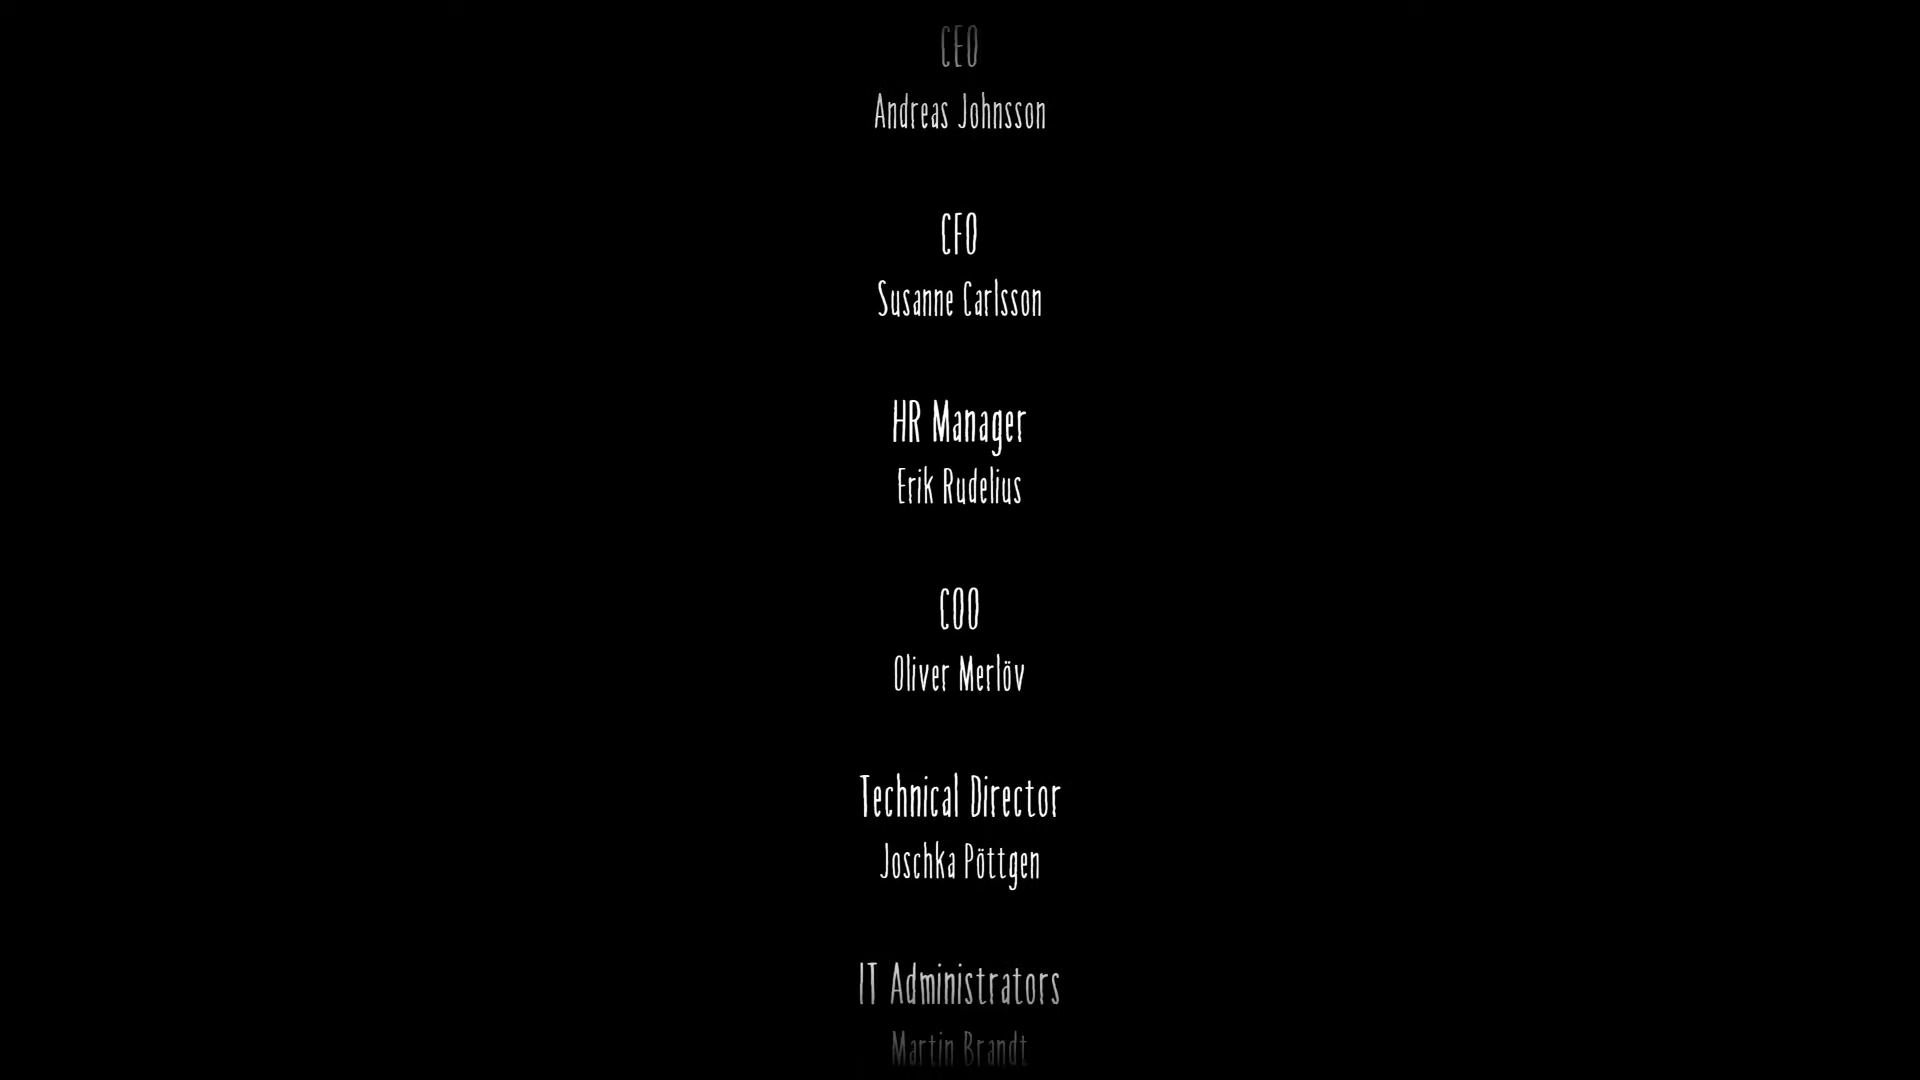 CEO
Andreas Johnsson
CFO
Susanne Carlsson
HR Manager
Erik Rudelius
COO
Oliver Merlöv
Technical Director
Joschka Pöttgen
IT Administrators
Martin Brandt